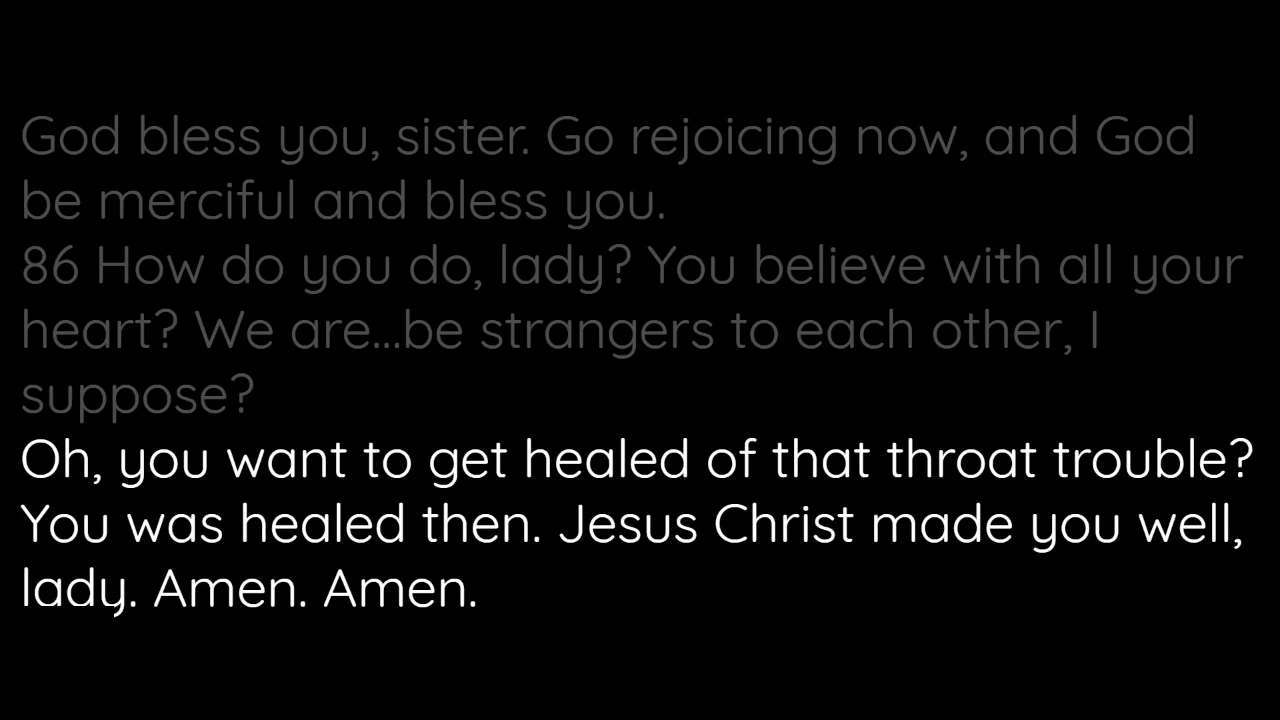 God bless you, sister. Go rejoicing now, and God
be merciful and bless you.
86 How do you do, lady? You believe with all your
heart? We are...be strangers to each other, I
suppose?
Oh, you want to get healed of that throat trouble?
You was healed then. Jesus Christ made you well,
lady. Amen. Amen.